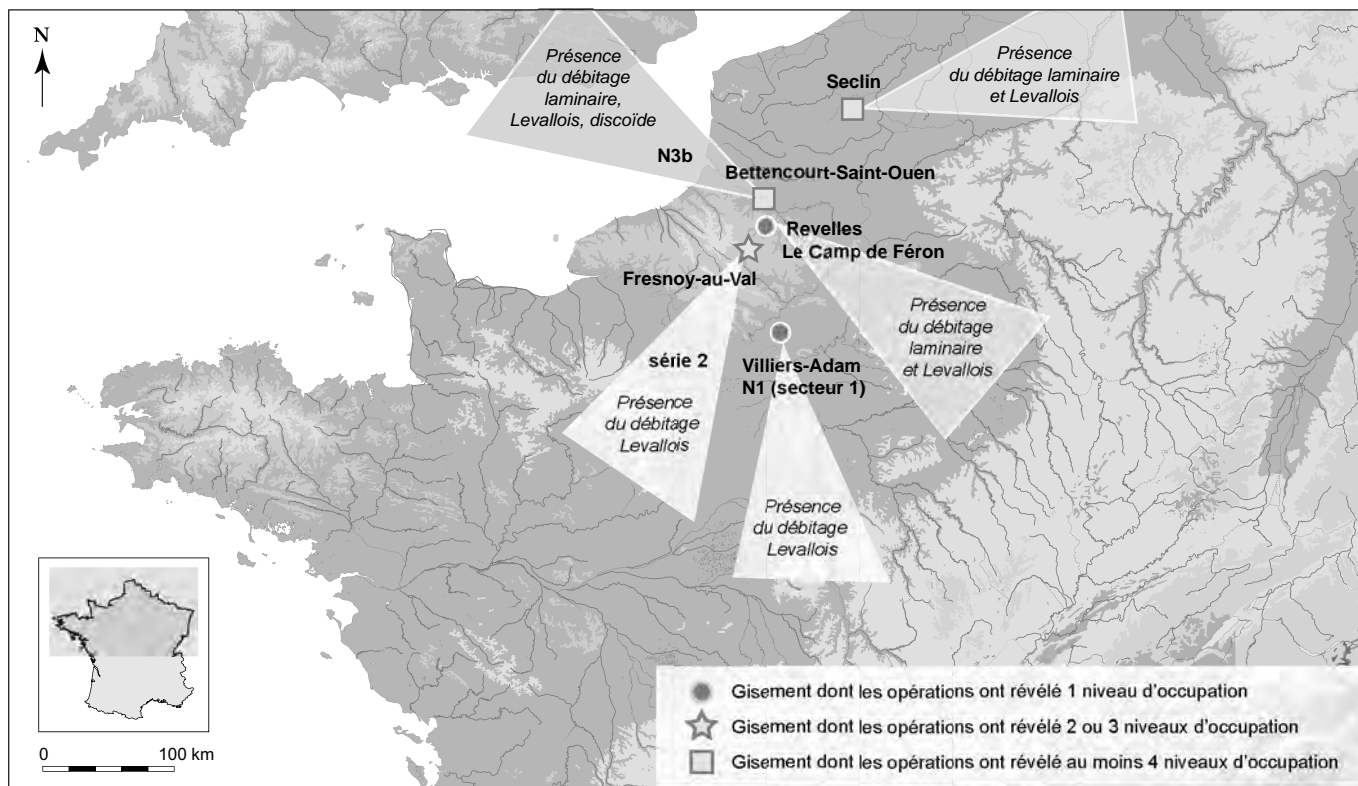 N
Présence
du débitage
laminaire,
Levallois, discoïde
N3b
Seclin
Présence
du débitage laminaire
et Levallois
Bettencourt-Saint-Ouen
Revelles
Le Camp de Féron
Fresnoy-au-Val
série 2
Présence
du débitage
Levallois
Villiers-Adam
N1 (secteur 1)
Présence
du débitage
laminaire
et Levallois
Présence
du débitage
Levallois
0 100 km
Gisement dont les opérations ont révélé 1 niveau d'occupation
Gisement dont les opérations ont révélé 2 ou 3 niveaux d'occupation
Gisement dont les opérations ont révélé au moins 4 niveaux d'occupation